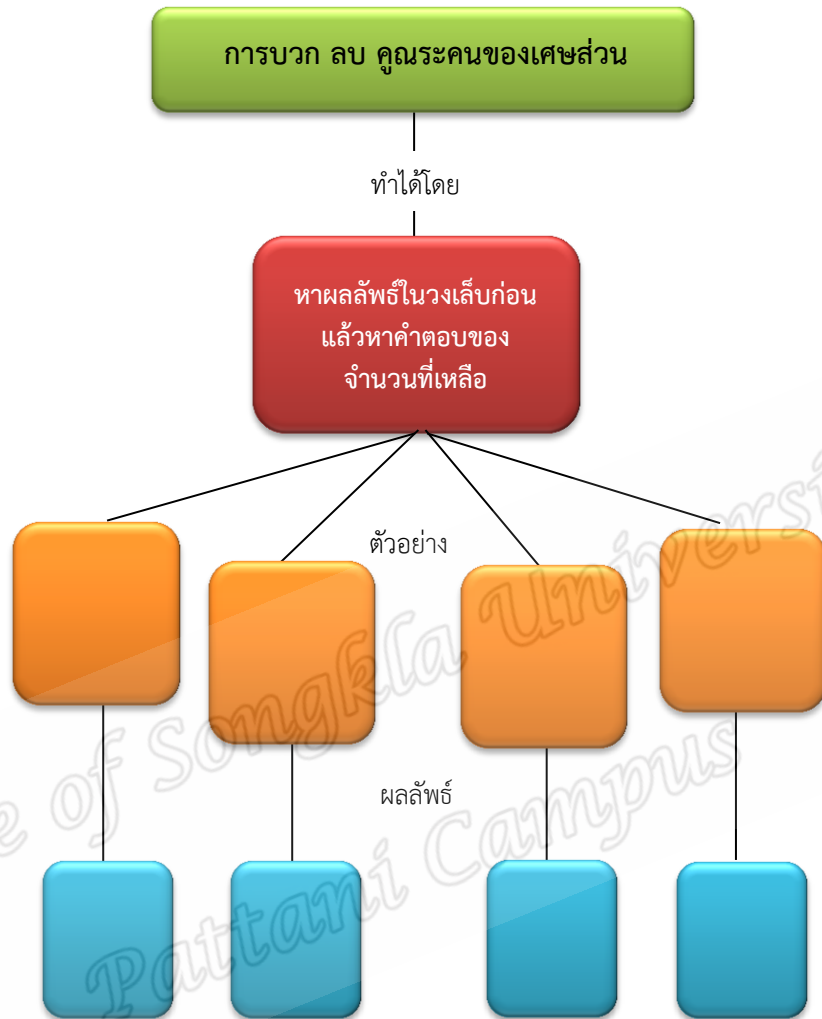 การบวก ลบ คูณระคนของเศษส่วน
ทำได้โดย
หาผลลัพธ์ในวงเล็บก่อน
แล้วหาคำตอบของ
จำนวนที่เหลือ
ตัวอย่าง
ผลลัพธ์
of Songkla Universi
Pattani Campus